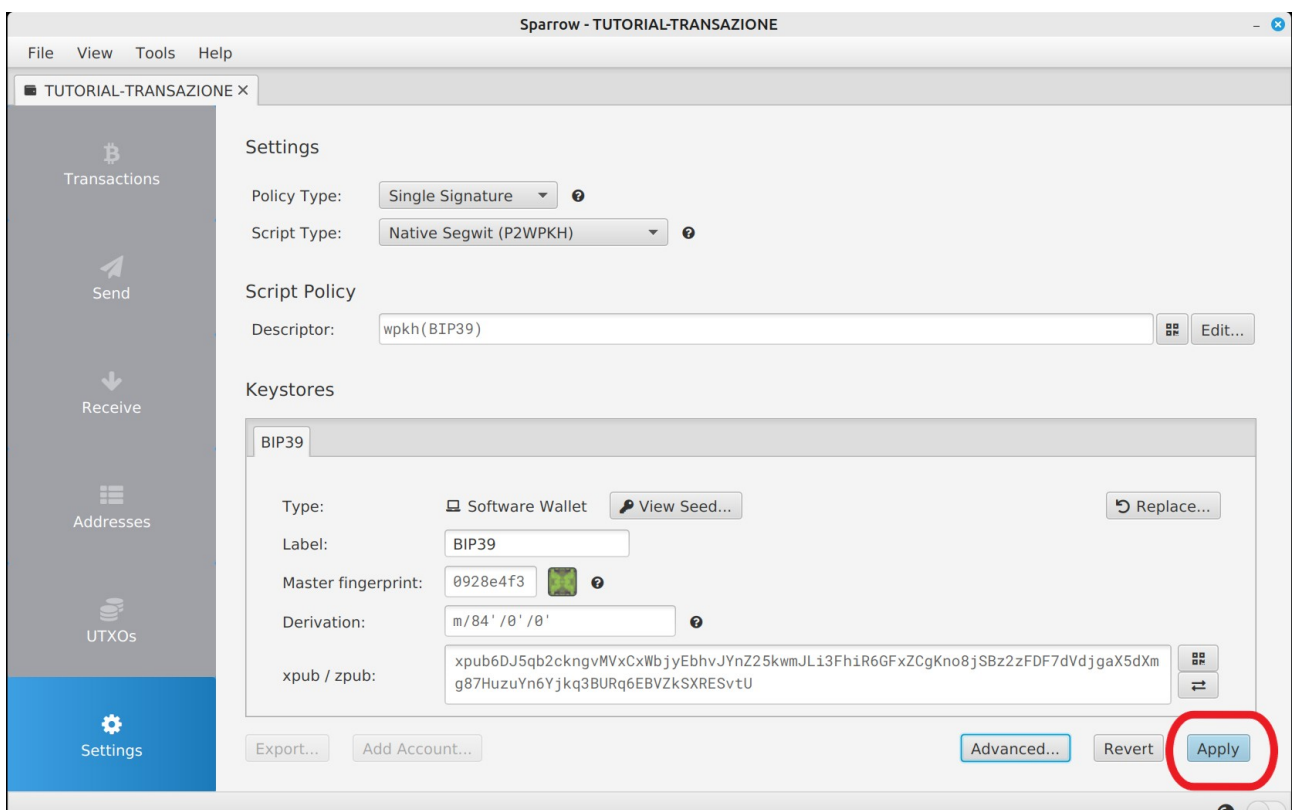 Sparrow - TUTORIAL-TRANSAZIONE
File View Tools Help
TUTORIAL-TRANSAZIONE
Transactions
Send
Receive
Addresses
UTXOs
Settings
Settings
Policy Type: Single Signature
Script Type: Native Segwit (P2WPKH)
Script Policy
Descriptor: wpkh(BIP39) Edit...
Keystores
BIP39
Type: Software Wallet View Seed... Replace...
Label: BIP39
Master fingerprint: 0928e4f3
Derivation: m/84'/0'/0'
xpub / zpub: xpub6DJ5qb2ckngvMVxCxWbjyEbhvJYnZ25kwmJLi3FhiR6GFxZCgKno8jSBz2zFDF7dVdjgaX5dXm
g87HuzuYn6Yjkq3BURq6EBVZkSXRESvtU
Export... Add Account... Advanced... Revert Apply